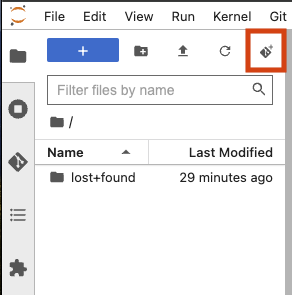 File Edit View Run Kernel Git
+
Filter files by name
/
Name Last Modified
lost+found 29 minutes ago